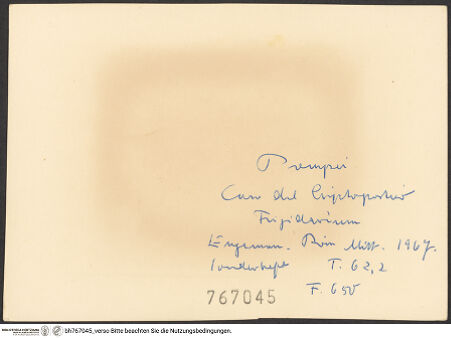 Pompei
Casa del Criptoportico
Frigidarium
Engemann. Röm Mitt. 1967.
Sonderheft T. 62,2
767045 F. 650
bh767045_verso Bitte beachten Sie die Nutzungsbedingungen.